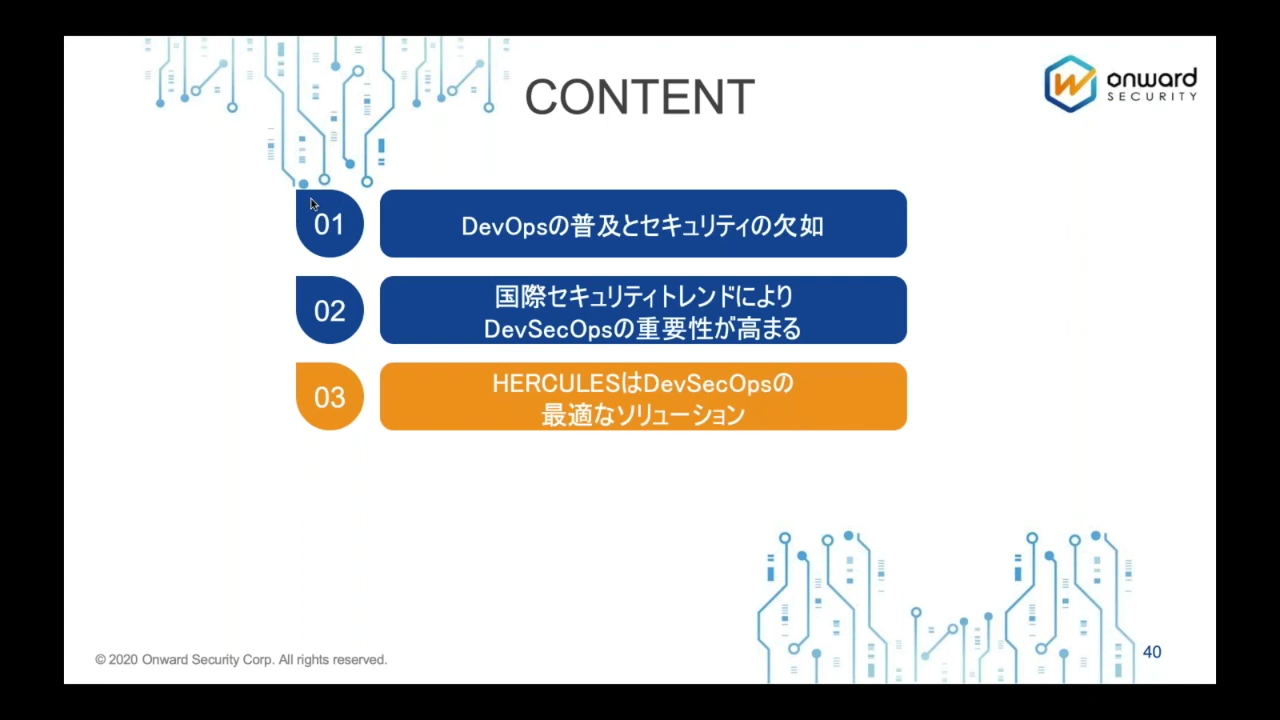 CONTENT
onward
SECURITY
01
DevOpsの普及とセキュリティの欠如
02
国際セキュリティトレンドにより
DevSecOpsの重要性が高まる
03
HERCULESはDevSecOpsの
最適なソリューション
© 2020 Onward Security Corp. All rights reserved.
40